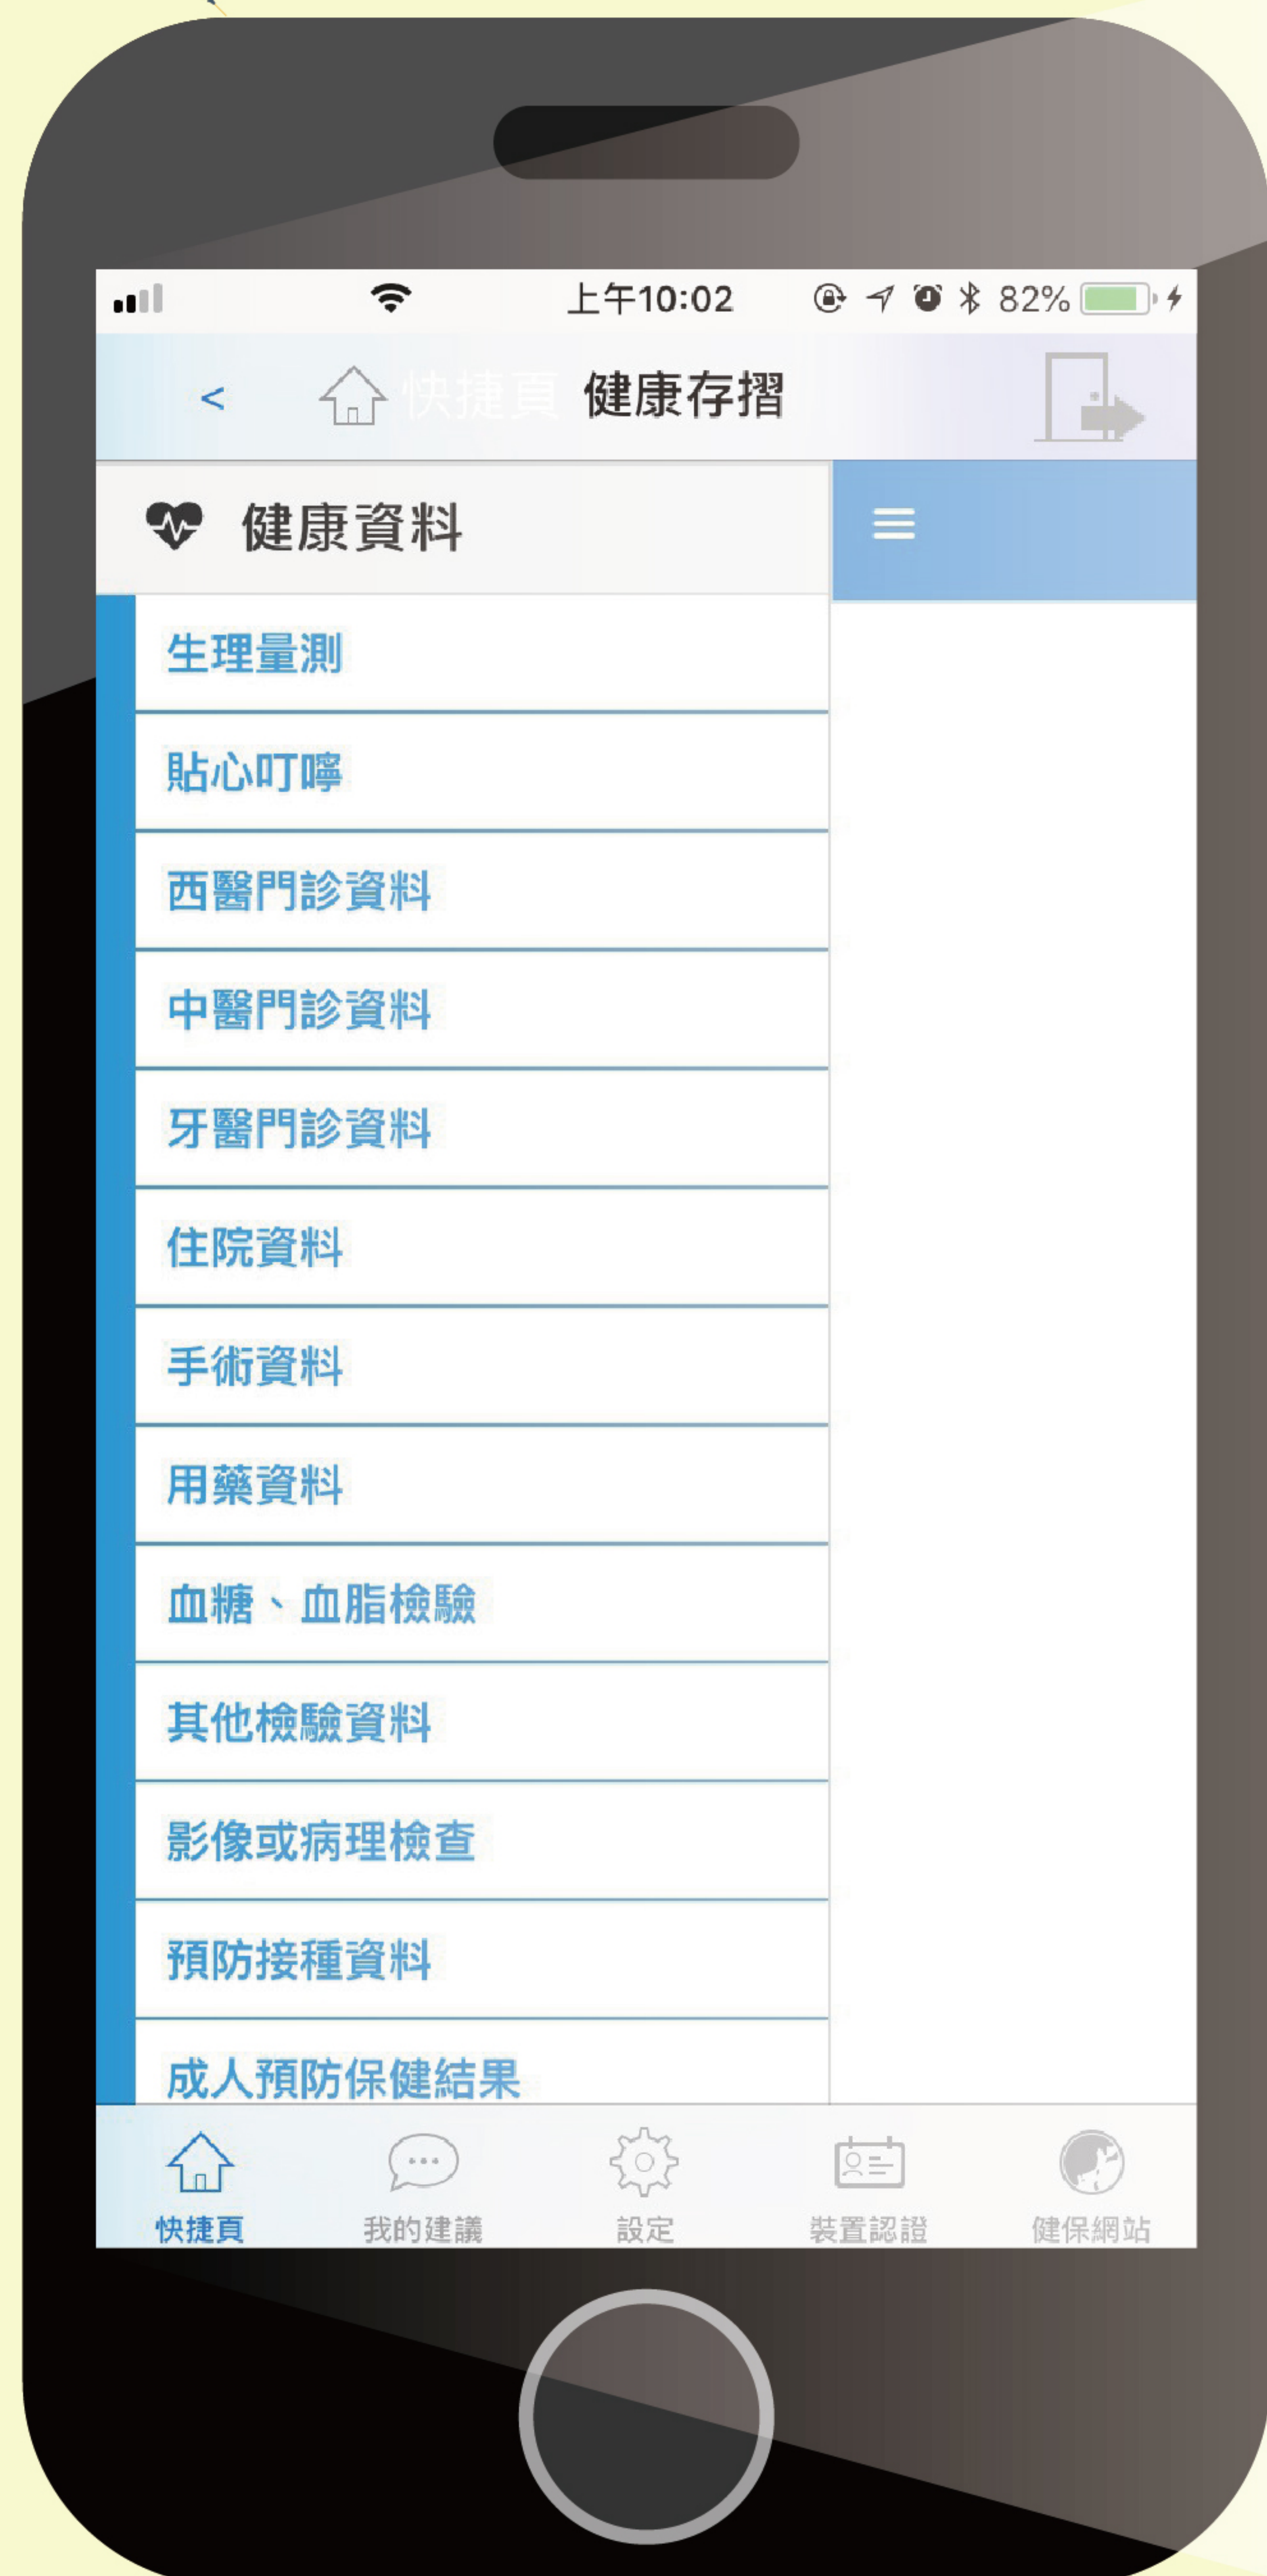 上午10:02 82%
< 快捷頁 健康存摺
健康資料
生理量測
貼心叮嚀
西醫門診資料
中醫門診資料
牙醫門診資料
住院資料
手術資料
用藥資料
血糖、血脂檢驗
其他檢驗資料
影像或病理檢查
預防接種資料
成人預防保健結果
快捷頁 我的建議 設定 裝置認證 健保網站